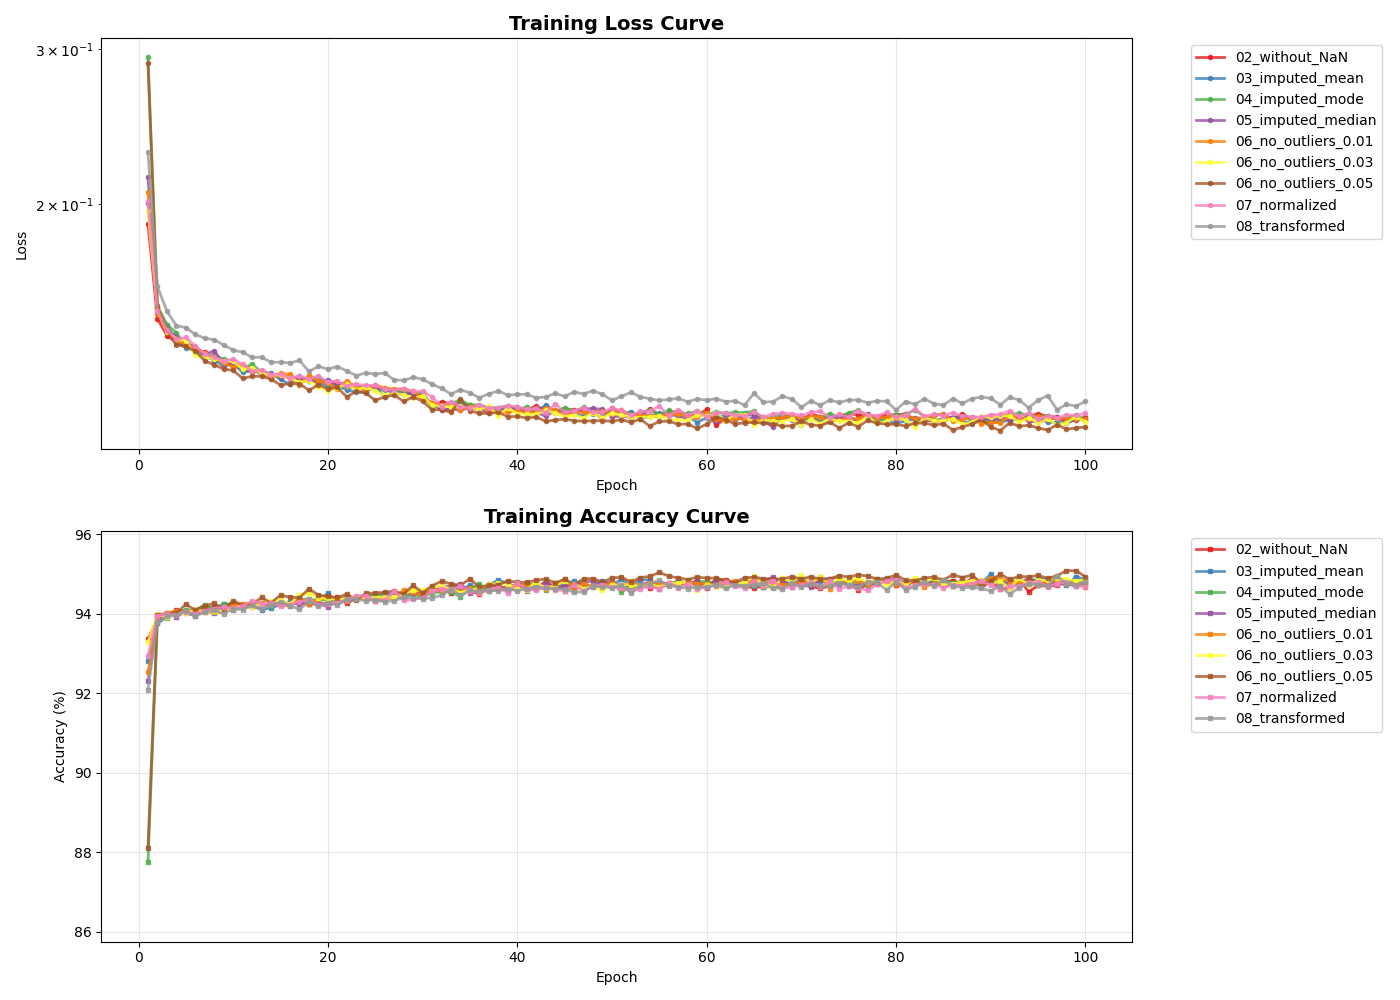 Training Loss Curve
3 × 10⁻¹
2 × 10⁻¹
Loss
0 20 40 60 80 100
Epoch
02_without_NaN
03_imputed_mean
04_imputed_mode
05_imputed_median
06_no_outliers_0.01
06_no_outliers_0.03
06_no_outliers_0.05
07_normalized
08_transformed
Training Accuracy Curve
96
94
92
90
88
86
Accuracy (%)
0 20 40 60 80 100
Epoch
02_without_NaN
03_imputed_mean
04_imputed_mode
05_imputed_median
06_no_outliers_0.01
06_no_outliers_0.03
06_no_outliers_0.05
07_normalized
08_transformed